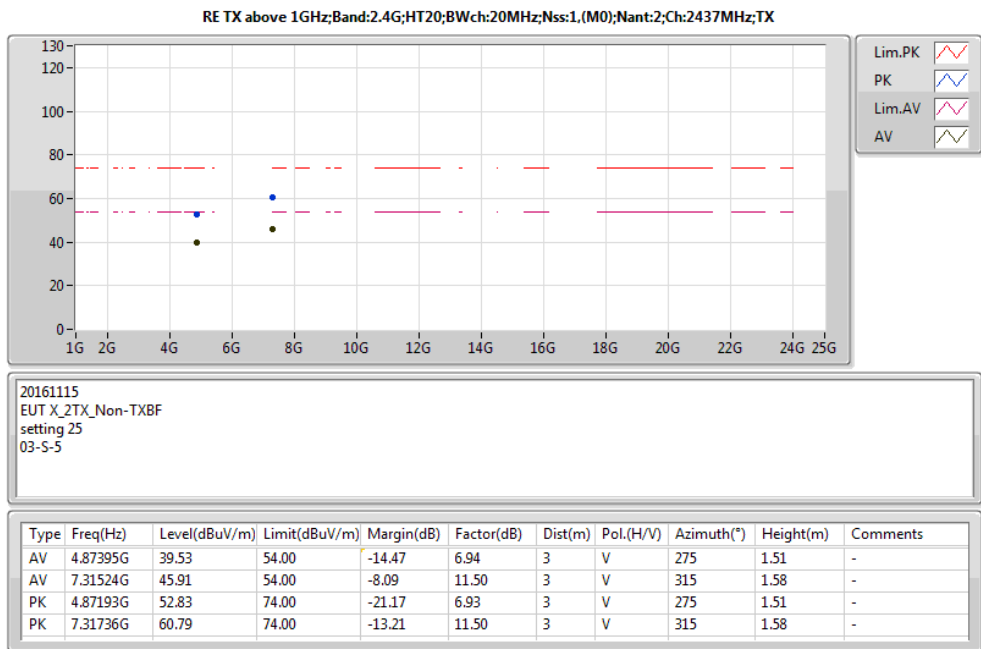 RE TX above 1GHz;Band:2.4G;HT20;BWch:20MHz;Nss:1,(M0);Nant:2;Ch:2437MHz;TX
130
120
100
80
60
40
20
0
1G 2G 4G 6G 8G 10G 12G 14G 16G 18G 20G 22G 24G 25G
Lim.PK
PK
Lim.AV
AV
20161115
EUT X_2TX_Non-TXBF
setting 25
03-S-5
Type Freq(Hz) Level(dBuV/m) Limit(dBuV/m) Margin(dB) Factor(dB) Dist(m) Pol.(H/V) Azimuth(°) Height(m) Comments
AV 4.87395G 39.53 54.00 -14.47 6.94 3 V 275 1.51 -
AV 7.31524G 45.91 54.00 -8.09 11.50 3 V 315 1.58 -
PK 4.87193G 52.83 74.00 -21.17 6.93 3 V 275 1.51 -
PK 7.31736G 60.79 74.00 -13.21 11.50 3 V 315 1.58 -